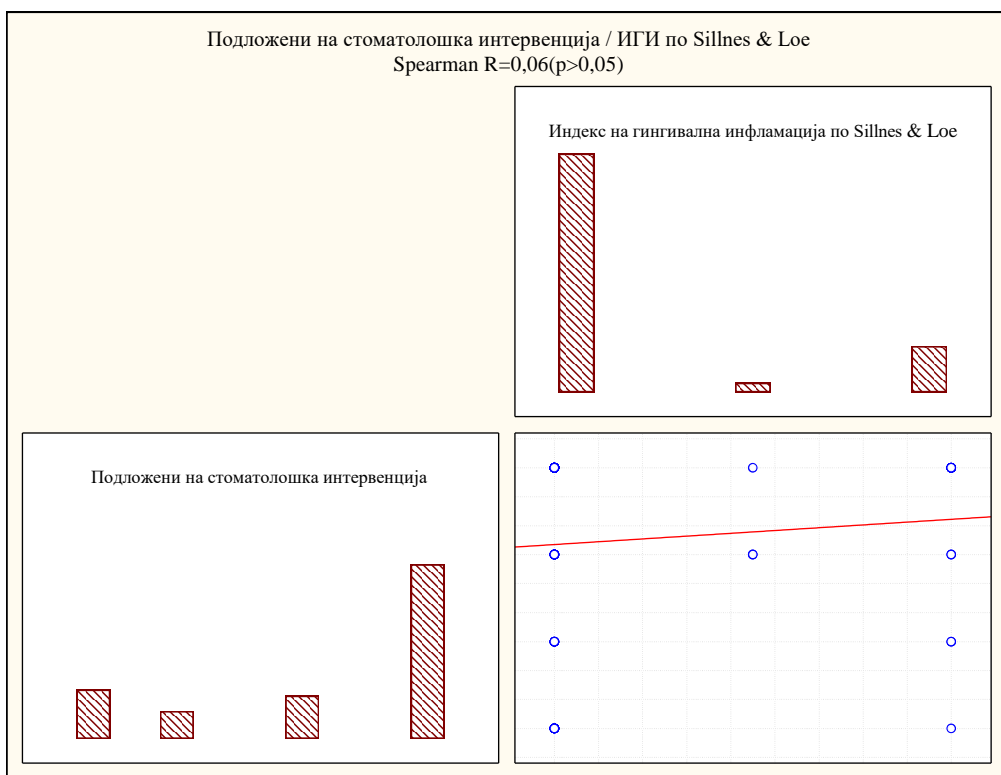 Подложени на стоматолошка интервенција / ИГИ по Sillnes & Loe
Spearman R=0,06(p>0,05)
Индекс на гингивална инфламација по Sillnes & Loe
Подложени на стоматолошка интервенција